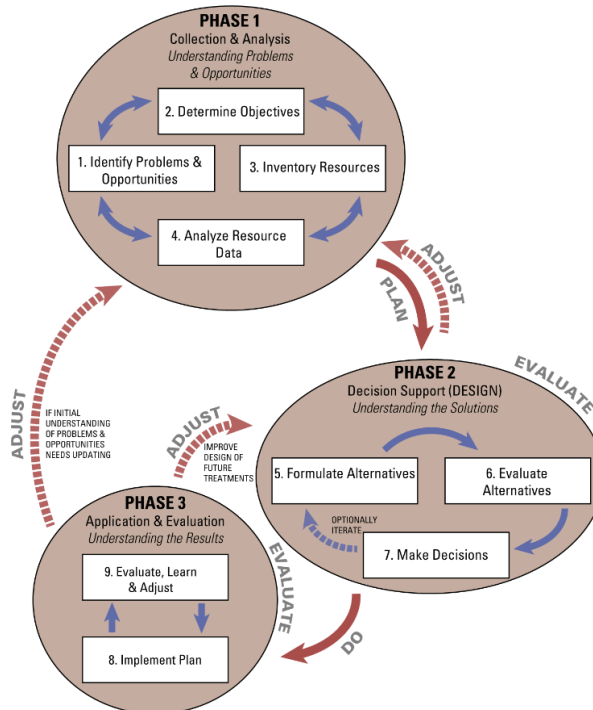 PHASE 1
Collection & Analysis
Understanding Problems
& Opportunities
2. Determine Objectives
1. Identify Problems &
Opportunities
3. Inventory Resources
4. Analyze Resource
Data
ADJUST
PLAN
PHASE 2
Decision Support (DESIGN)
Understanding the Solutions
EVALUATE
5. Formulate Alternatives
6. Evaluate
Alternatives
OPTIONALLY
ITERATE
7. Make Decisions
ADJUST
IF INITIAL
UNDERSTANDING
OF PROBLEMS &
OPPORTUNITIES
NEEDS UPDATING
ADJUST
IMPROVE
DESIGN OF
FUTURE
TREATMENTS
PHASE 3
Application & Evaluation
Understanding the Results
EVALUATE
9. Evaluate, Learn
& Adjust
8. Implement Plan
DO